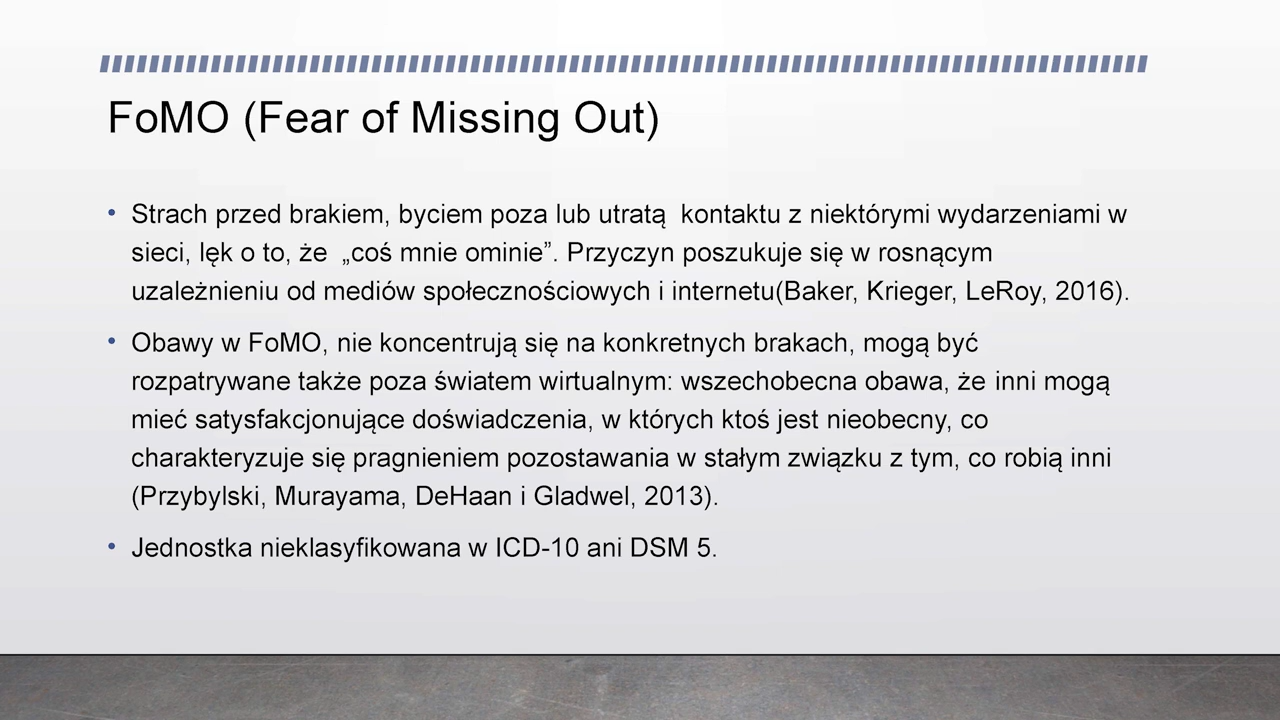 FoMO (Fear of Missing Out)
• Strach przed brakiem, byciem poza lub utratą  kontaktu z niektórymi wydarzeniami w
sieci, lęk o to, że  „coś mnie ominie”. Przyczyn poszukuje się w rosnącym
uzależnieniu od mediów społecznościowych i internetu(Baker, Krieger, LeRoy, 2016).
• Obawy w FoMO, nie koncentrują się na konkretnych brakach, mogą być
rozpatrywane także poza światem wirtualnym: wszechobecna obawa, że inni mogą
mieć satysfakcjonujące doświadczenia, w których ktoś jest nieobecny, co
charakteryzuje się pragnieniem pozostawania w stałym związku z tym, co robią inni
(Przybylski, Murayama, DeHaan i Gladwel, 2013).
• Jednostka nieklasyfikowana w ICD-10 ani DSM 5.